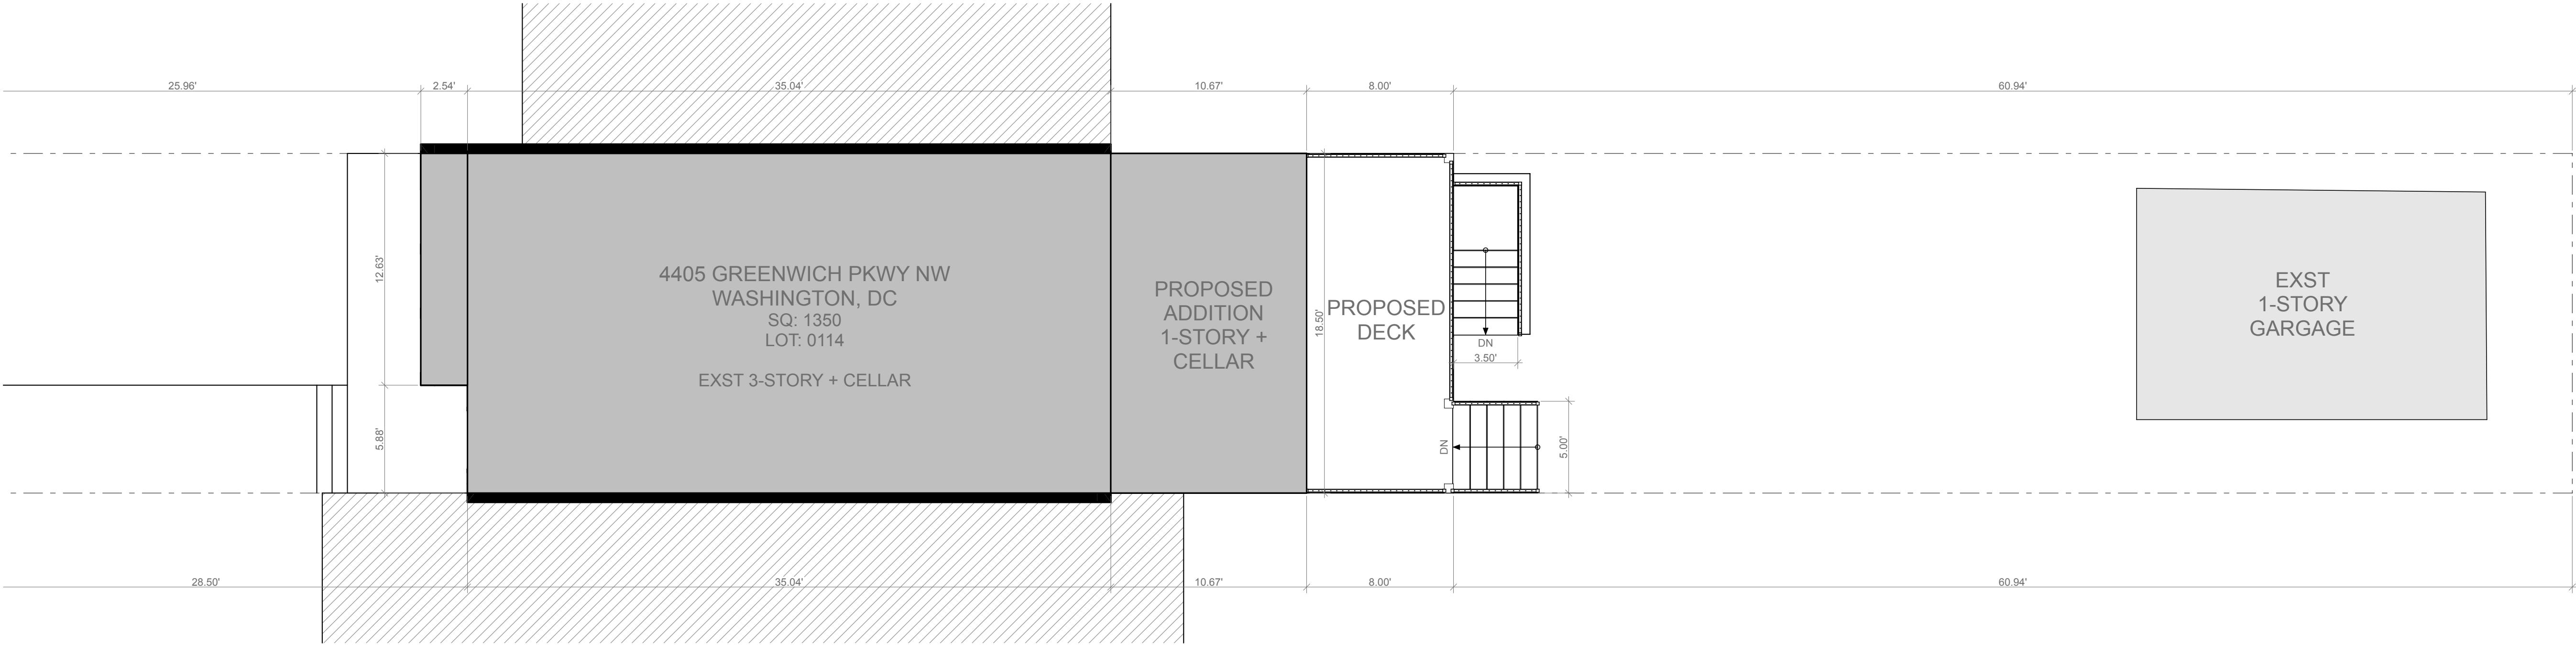 25.96'
2.54'
35.04'
10.67'
8.00'
60.94'
12.63'
5.88'
4405 GREENWICH PKWY NW
WASHINGTON, DC
SQ: 1350
LOT: 0114
EXST 3-STORY + CELLAR
PROPOSED
ADDITION
1-STORY +
CELLAR
18.50'
PROPOSED
DECK
DN
3.50'
DN
5.00'
EXST
1-STORY
GARGAGE
28.50'
35.04'
10.67'
8.00'
60.94'